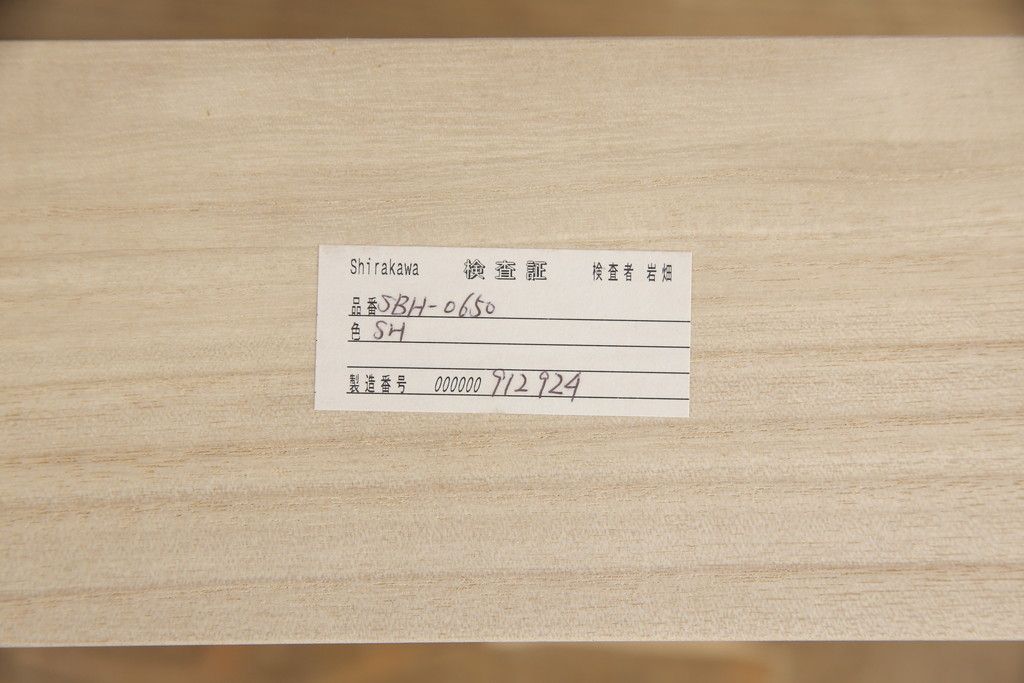 Shirakawa 検査証 検査者 岩畑
品番 SBH-0650
色 SH
製造番号 000000 912924